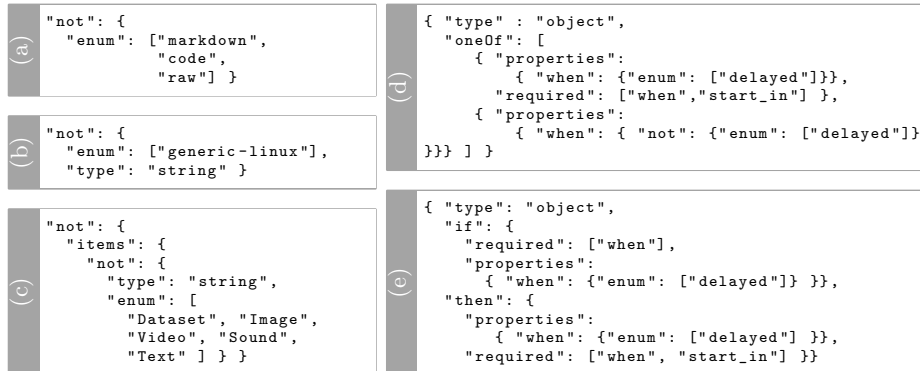 (a)
"not": {
  "enum": ["markdown",
           "code",
           "raw"] }
(b)
"not": {
  "enum": ["generic-linux"],
  "type": "string" }
(c)
"not": {
  "items": {
    "not": {
      "type": "string",
      "enum": [
        "Dataset", "Image",
        "Video", "Sound",
        "Text" ] } }
(d)
{ "type" : "object",
  "oneOf": [
      { "properties":
          { "when": {"enum": ["delayed"]}},
        "required": ["when","start_in"] },
      { "properties":
          { "when": { "not": {"enum": ["delayed"]}
}}} ] }
(e)
{ "type": "object",
  "if": {
    "required": ["when"],
    "properties":
      { "when": {"enum": ["delayed"]} }},
  "then": {
    "properties":
       { "when": {"enum": ["delayed"] }},
    "required": ["when", "start_in"] }}